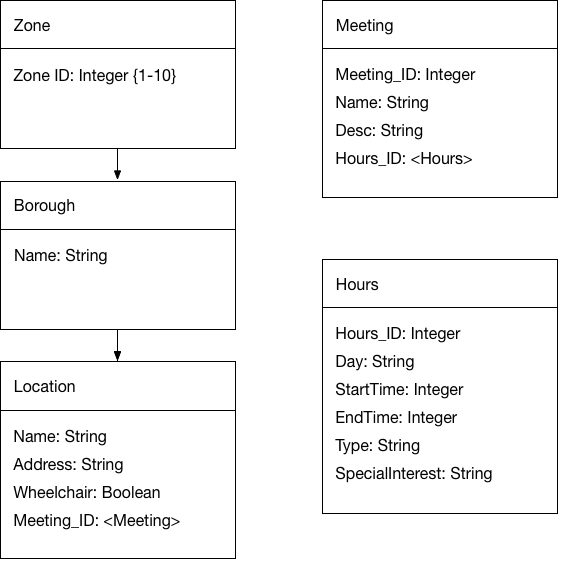 Zone
Zone ID: Integer {1-10}
Borough
Name: String
Location
Name: String
Address: String
Wheelchair: Boolean
Meeting_ID: <Meeting>
Meeting
Meeting_ID: Integer
Name: String
Desc: String
Hours_ID: <Hours>
Hours
Hours_ID: Integer
Day: String
StartTime: Integer
EndTime: Integer
Type: String
SpecialInterest: String